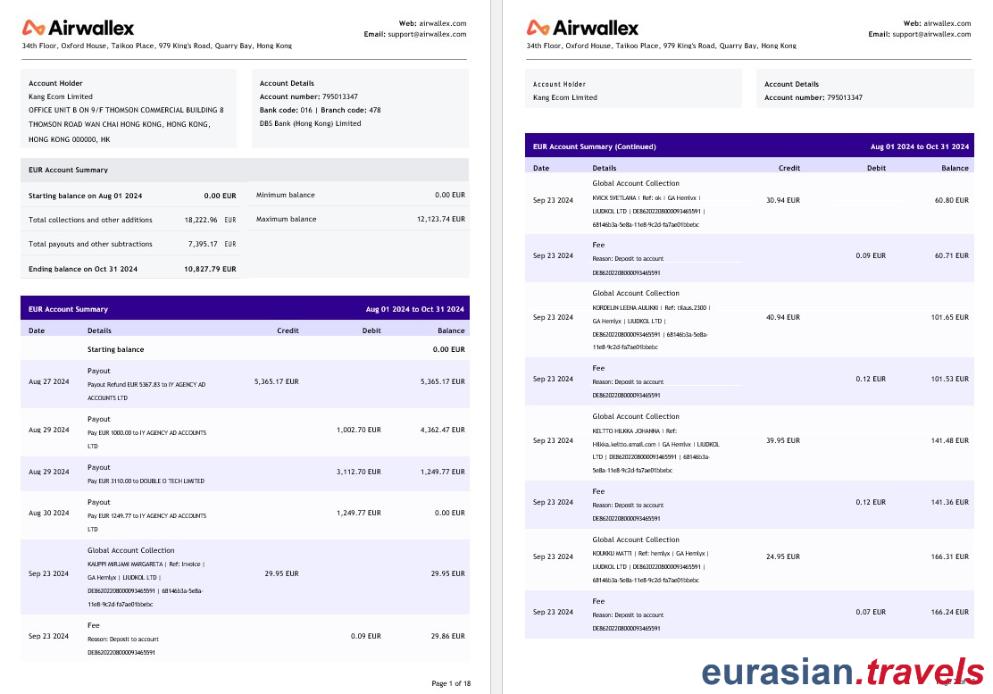 Airwallex
Web: airwallex.com
Email: support@airwallex.com
34th Floor, Oxford House, Taikoo Place, 979 King's Road, Quarry Bay, Hong Kong
Account Holder
Kang Ecom Limited
OFFICE UNIT B ON 9/F THOMSON COMMERCIAL BUILDING 8
THOMSON ROAD WAN CHAI HONG KONG, HONG KONG,
HONG KONG 000000, HK
Account Details
Account number: 795013347
Bank code: 016 | Branch code: 478
DBS Bank (Hong Kong) Limited
EUR Account Summary
Starting balance on Aug 01 2024 0.00 EUR
Minimum balance 0.00 EUR
Total collections and other additions 18,222.96 EUR
Maximum balance 12,123.74 EUR
Total payouts and other subtractions 7,395.17 EUR
Ending balance on Oct 31 2024 10,827.79 EUR
EUR Account Summary Aug 01 2024 to Oct 31 2024
Date Details Credit Debit Balance
Starting balance 0.00 EUR
Payout
Aug 27 2024 Payout Refund EUR 5367.83 to IY AGENCY AD 5,365.17 EUR 5,365.17 EUR
ACCOUNTS LTD
Payout
Aug 29 2024 Pay EUR 1000.00 to IY AGENCY AD ACCOUNTS 1,002.70 EUR 4,362.47 EUR
LTD
Payout
Aug 29 2024 Pay EUR 3110.00 to DOUBLE O TECH LIMITED 3,112.70 EUR 1,249.77 EUR
Payout
Aug 30 2024 Pay EUR 1249.77 to IY AGENCY AD ACCOUNTS 1,249.77 EUR 0.00 EUR
LTD
Global Account Collection
KAUPPI MIRJAMI MARGARETA | Ref: Invoice |
Sep 23 2024 GA Hemlyx | LIUDKOL LTD | 29.95 EUR 29.95 EUR
DE86202208000093465591 | 68146b3a-5e8a-
11e8-9c2d-fa7ae01bbebc
Fee
Sep 23 2024 Reason: Deposit to account 0.09 EUR 29.86 EUR
DE86202208000093465591
Page 1 of 18
Airwallex
Web: airwallex.com
Email: support@airwallex.com
34th Floor, Oxford House, Taikoo Place, 979 King's Road, Quarry Bay, Hong Kong
Account Holder
Kang Ecom Limited
Account Details
Account number: 795013347
EUR Account Summary (Continued) Aug 01 2024 to Oct 31 2024
Date Details Credit Debit Balance
Global Account Collection
Sep 23 2024 KVICK SVETLANA | Ref: ok | GA Hemlyx | 30.94 EUR 60.80 EUR
LIUDKOL LTD | DE86202208000093465591 |
68146b3a-5e8a-11e8-9c2d-fa7ae01bbebc
Fee
Sep 23 2024 Reason: Deposit to account 0.09 EUR 60.71 EUR
DE86202208000093465591
Global Account Collection
KORDELIN LEENA AULIKKI | Ref: tilaus.2300 |
Sep 23 2024 GA Hemlyx | LIUDKOL LTD | 40.94 EUR 101.65 EUR
DE86202208000093465591 | 68146b3a-5e8a-
11e8-9c2d-fa7ae01bbebc
Fee
Sep 23 2024 Reason: Deposit to account 0.12 EUR 101.53 EUR
DE86202208000093465591
Global Account Collection
KELTTO HILKKA JOHANNA | Ref:
Sep 23 2024 Hilkka.keltto.gmail.com | GA Hemlyx | LIUDKOL 39.95 EUR 141.48 EUR
LTD | DE86202208000093465591 | 68146b3a-
5e8a-11e8-9c2d-fa7ae01bbebc
Fee
Sep 23 2024 Reason: Deposit to account 0.12 EUR 141.36 EUR
DE86202208000093465591
Global Account Collection
Sep 23 2024 KOUKKU MATTI | Ref: hemlyx | GA Hemlyx | 24.95 EUR 166.31 EUR
LIUDKOL LTD | DE86202208000093465591 |
68146b3a-5e8a-11e8-9c2d-fa7ae01bbebc
Fee
Sep 23 2024 Reason: Deposit to account 0.07 EUR 166.24 EUR
DE86202208000093465591
eurasian.travels